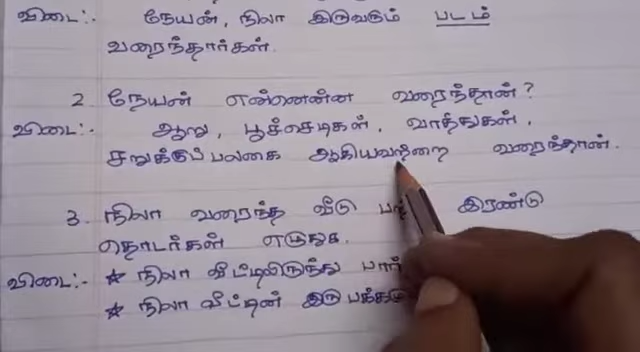 விடை:- நேயன், நிலா இருவரும் படம்
வரைந்தார்கள்.
2 நேயன் என்னென்ன வரைந்தான்?
விடை:- ஆறு, பூச்செடிகள், வாத்துகள்,
சறுக்குப்பலகை ஆகியவற்றை வரைந்தான்.
3. நிலா வரைந்த வீடு இரண்டு
தொடர்கள் எழுதுக.
விடை:- * நிலா வீட்டிலிருந்து
* நிலா வீட்டின்